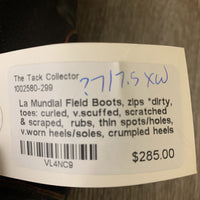 The Tack Collector
1002580-299
?7/7.5 XW
La Mundial Field Boots, zips *dirty,
toes: curled, v.scuffed, scratched
& scraped, rubs, thin spots/holes,
v.worn heels/soles, crumpled heels
VL4NC9
$285.00